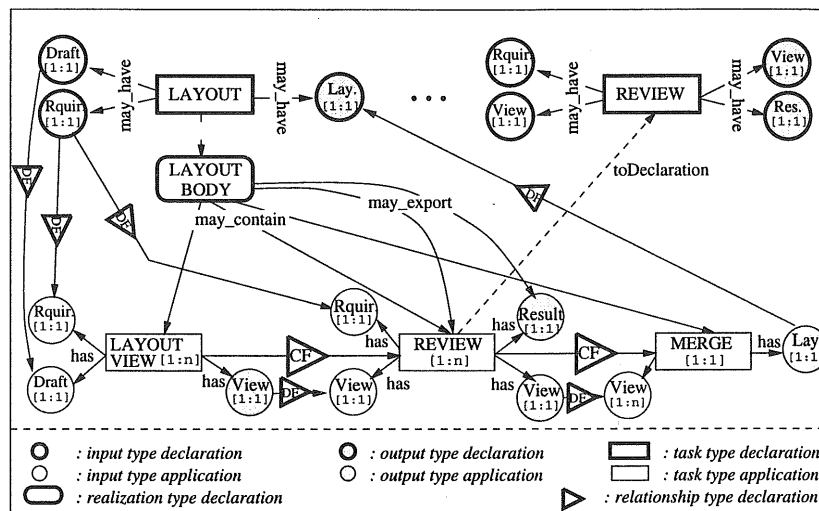 Draft
[1:1]
may_have
LAYOUT
may_have
Lay.
[1:1]
. . .
Rquir.
[1:1]
may_have
REVIEW
may_have
View
[1:1]
Rquir.
[1:1]
View
[1:1]
Res.
[1:1]
LAYOUT
BODY
toDeclaration
DF
DF
DF
DF
may_contain
may_export
Rquir.
[1:1]
Rquir.
[1:1]
Result
[1:1]
has
LAYOUT
VIEW [1:n]
CF
has
REVIEW
[1:n]
has
CF
MERGE
[1:1]
has
Lay.
[1:1]
Draft
[1:1]
has
View
[1:1]
DF
View
[1:1]
has
has
View
[1:1]
DF
View
[1:n]
: input type declaration
: output type declaration
: task type declaration
: input type application
: output type application
: task type application
: realization type declaration
: relationship type declaration